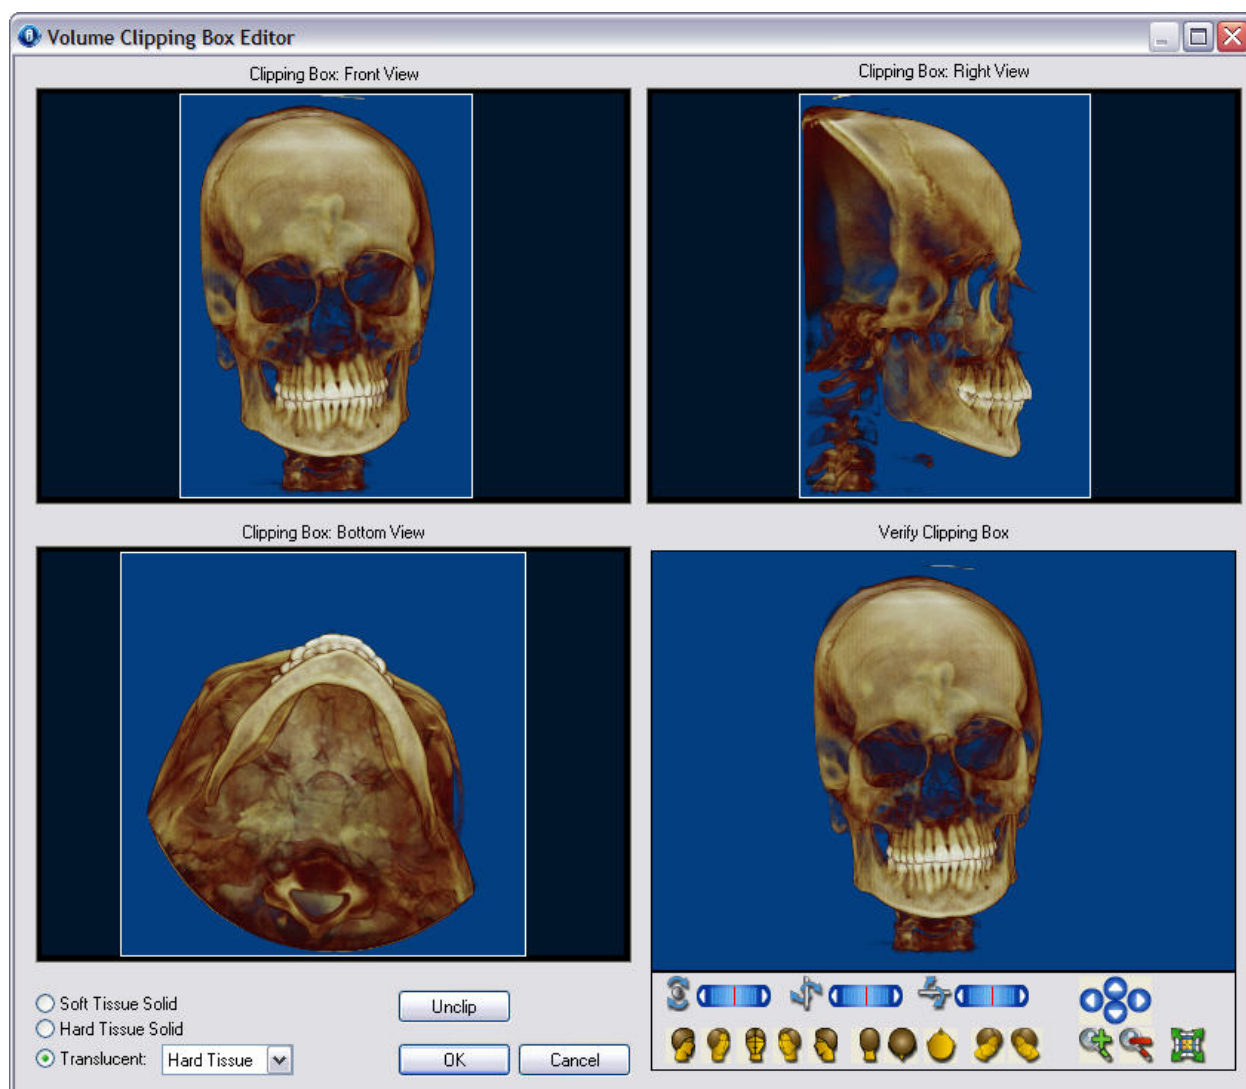 Volume Clipping Box Editor
Clipping Box: Front View
Clipping Box: Right View
Clipping Box: Bottom View
Verify Clipping Box
Soft Tissue Solid
Hard Tissue Solid
Translucent: Hard Tissue
Unclip
OK Cancel